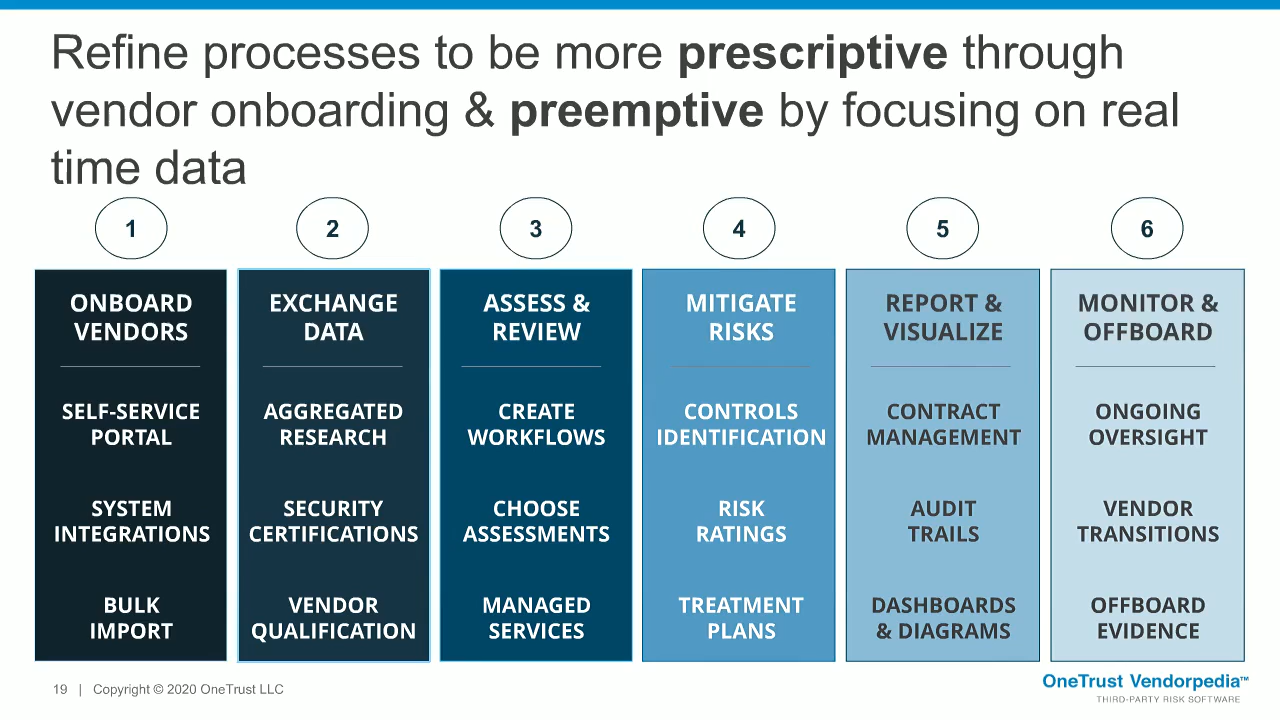 Refine processes to be more prescriptive through
vendor onboarding & preemptive by focusing on real
time data
1
ONBOARD
VENDORS
SELF-SERVICE
PORTAL
SYSTEM
INTEGRATIONS
BULK
IMPORT
2
EXCHANGE
DATA
AGGREGATED
RESEARCH
SECURITY
CERTIFICATIONS
VENDOR
QUALIFICATION
3
ASSESS &
REVIEW
CREATE
WORKFLOWS
CHOOSE
ASSESSMENTS
MANAGED
SERVICES
4
MITIGATE
RISKS
CONTROLS
IDENTIFICATION
RISK
RATINGS
TREATMENT
PLANS
5
REPORT &
VISUALIZE
CONTRACT
MANAGEMENT
AUDIT
TRAILS
DASHBOARDS
& DIAGRAMS
6
MONITOR &
OFFBOARD
ONGOING
OVERSIGHT
VENDOR
TRANSITIONS
OFFBOARD
EVIDENCE
19 | Copyright © 2020 OneTrust LLC
OneTrust Vendorpedia™
THIRD-PARTY RISK SOFTWARE